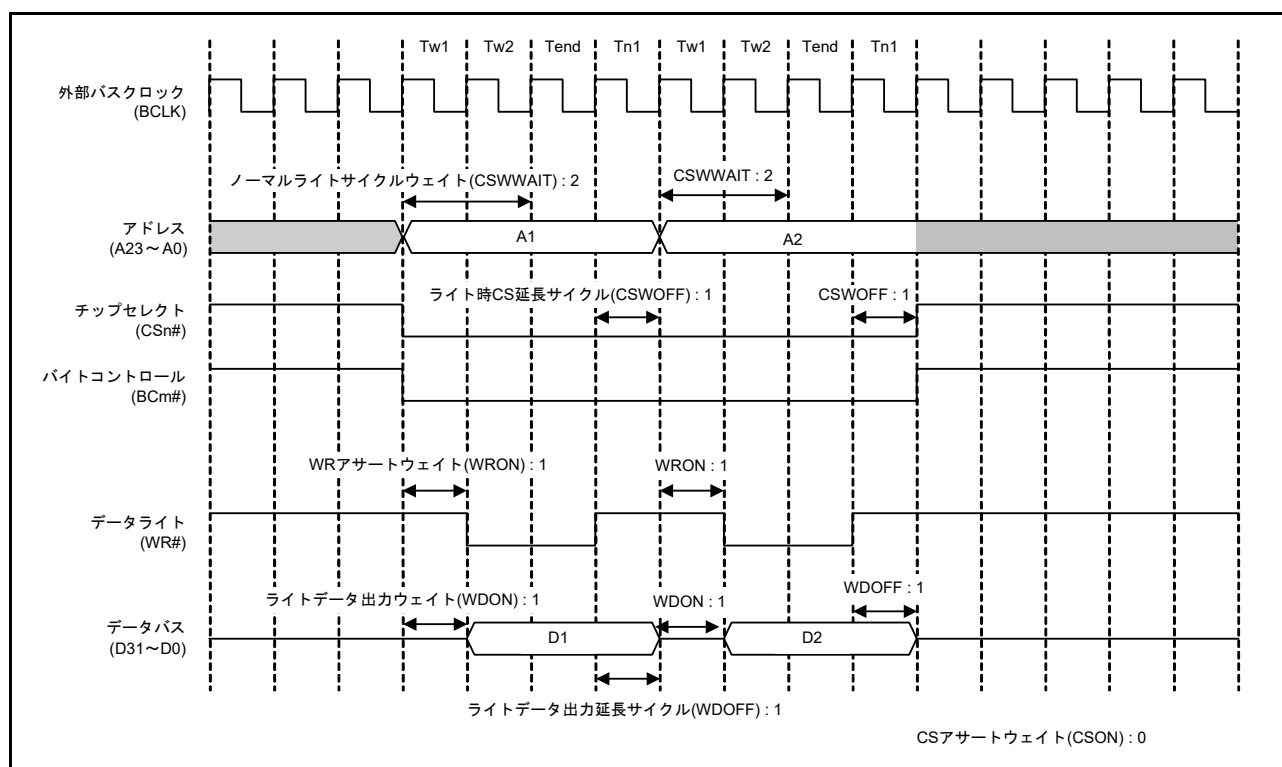 Tw1 Tw2 Tend Tn1 Tw1 Tw2 Tend Tn1
外部バスクロック
(BCLK)
ノーマルライトサイクルウェイト(CSWWAIT) : 2
CSWWAIT : 2
アドレス
(A23～A0)
A1
A2
ライト時CS延長サイクル(CSWOFF) : 1
CSWOFF : 1
チップセレクト
(CSn#)
バイトコントロール
(BCm#)
WRアサートウェイト(WRON) : 1
WRON : 1
データライト
(WR#)
ライトデータ出力ウェイト(WDON) : 1
WDON : 1
WDOFF : 1
データバス
(D31～D0)
D1
D2
ライトデータ出力延長サイクル(WDOFF) : 1
CSアサートウェイト(CSON) : 0